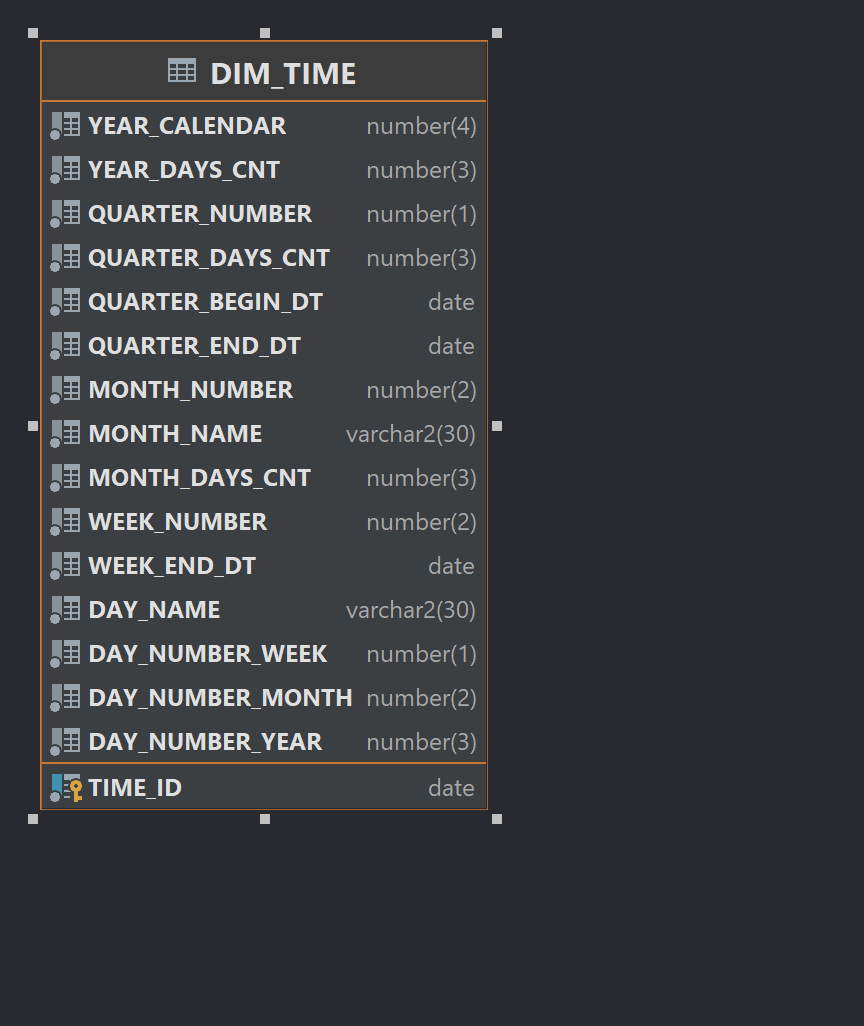 DIM_TIME
YEAR_CALENDAR number(4)
YEAR_DAYS_CNT number(3)
QUARTER_NUMBER number(1)
QUARTER_DAYS_CNT number(3)
QUARTER_BEGIN_DT date
QUARTER_END_DT date
MONTH_NUMBER number(2)
MONTH_NAME varchar2(30)
MONTH_DAYS_CNT number(3)
WEEK_NUMBER number(2)
WEEK_END_DT date
DAY_NAME varchar2(30)
DAY_NUMBER_WEEK number(1)
DAY_NUMBER_MONTH number(2)
DAY_NUMBER_YEAR number(3)
TIME_ID date